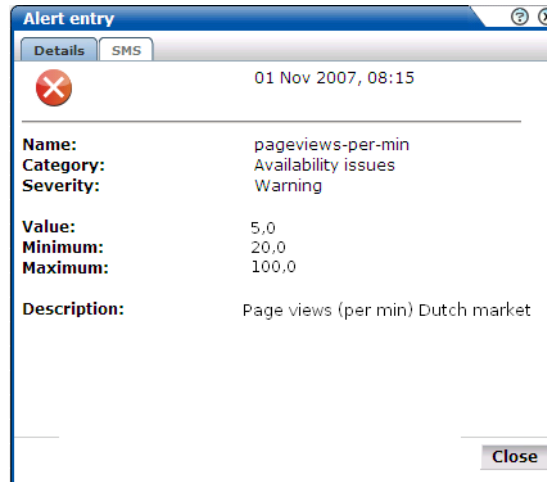 Alert entry
Details SMS
01 Nov 2007, 08:15
Name: pageviews-per-min
Category: Availability issues
Severity: Warning
Value: 5,0
Minimum: 20,0
Maximum: 100,0
Description: Page views (per min) Dutch market
Close